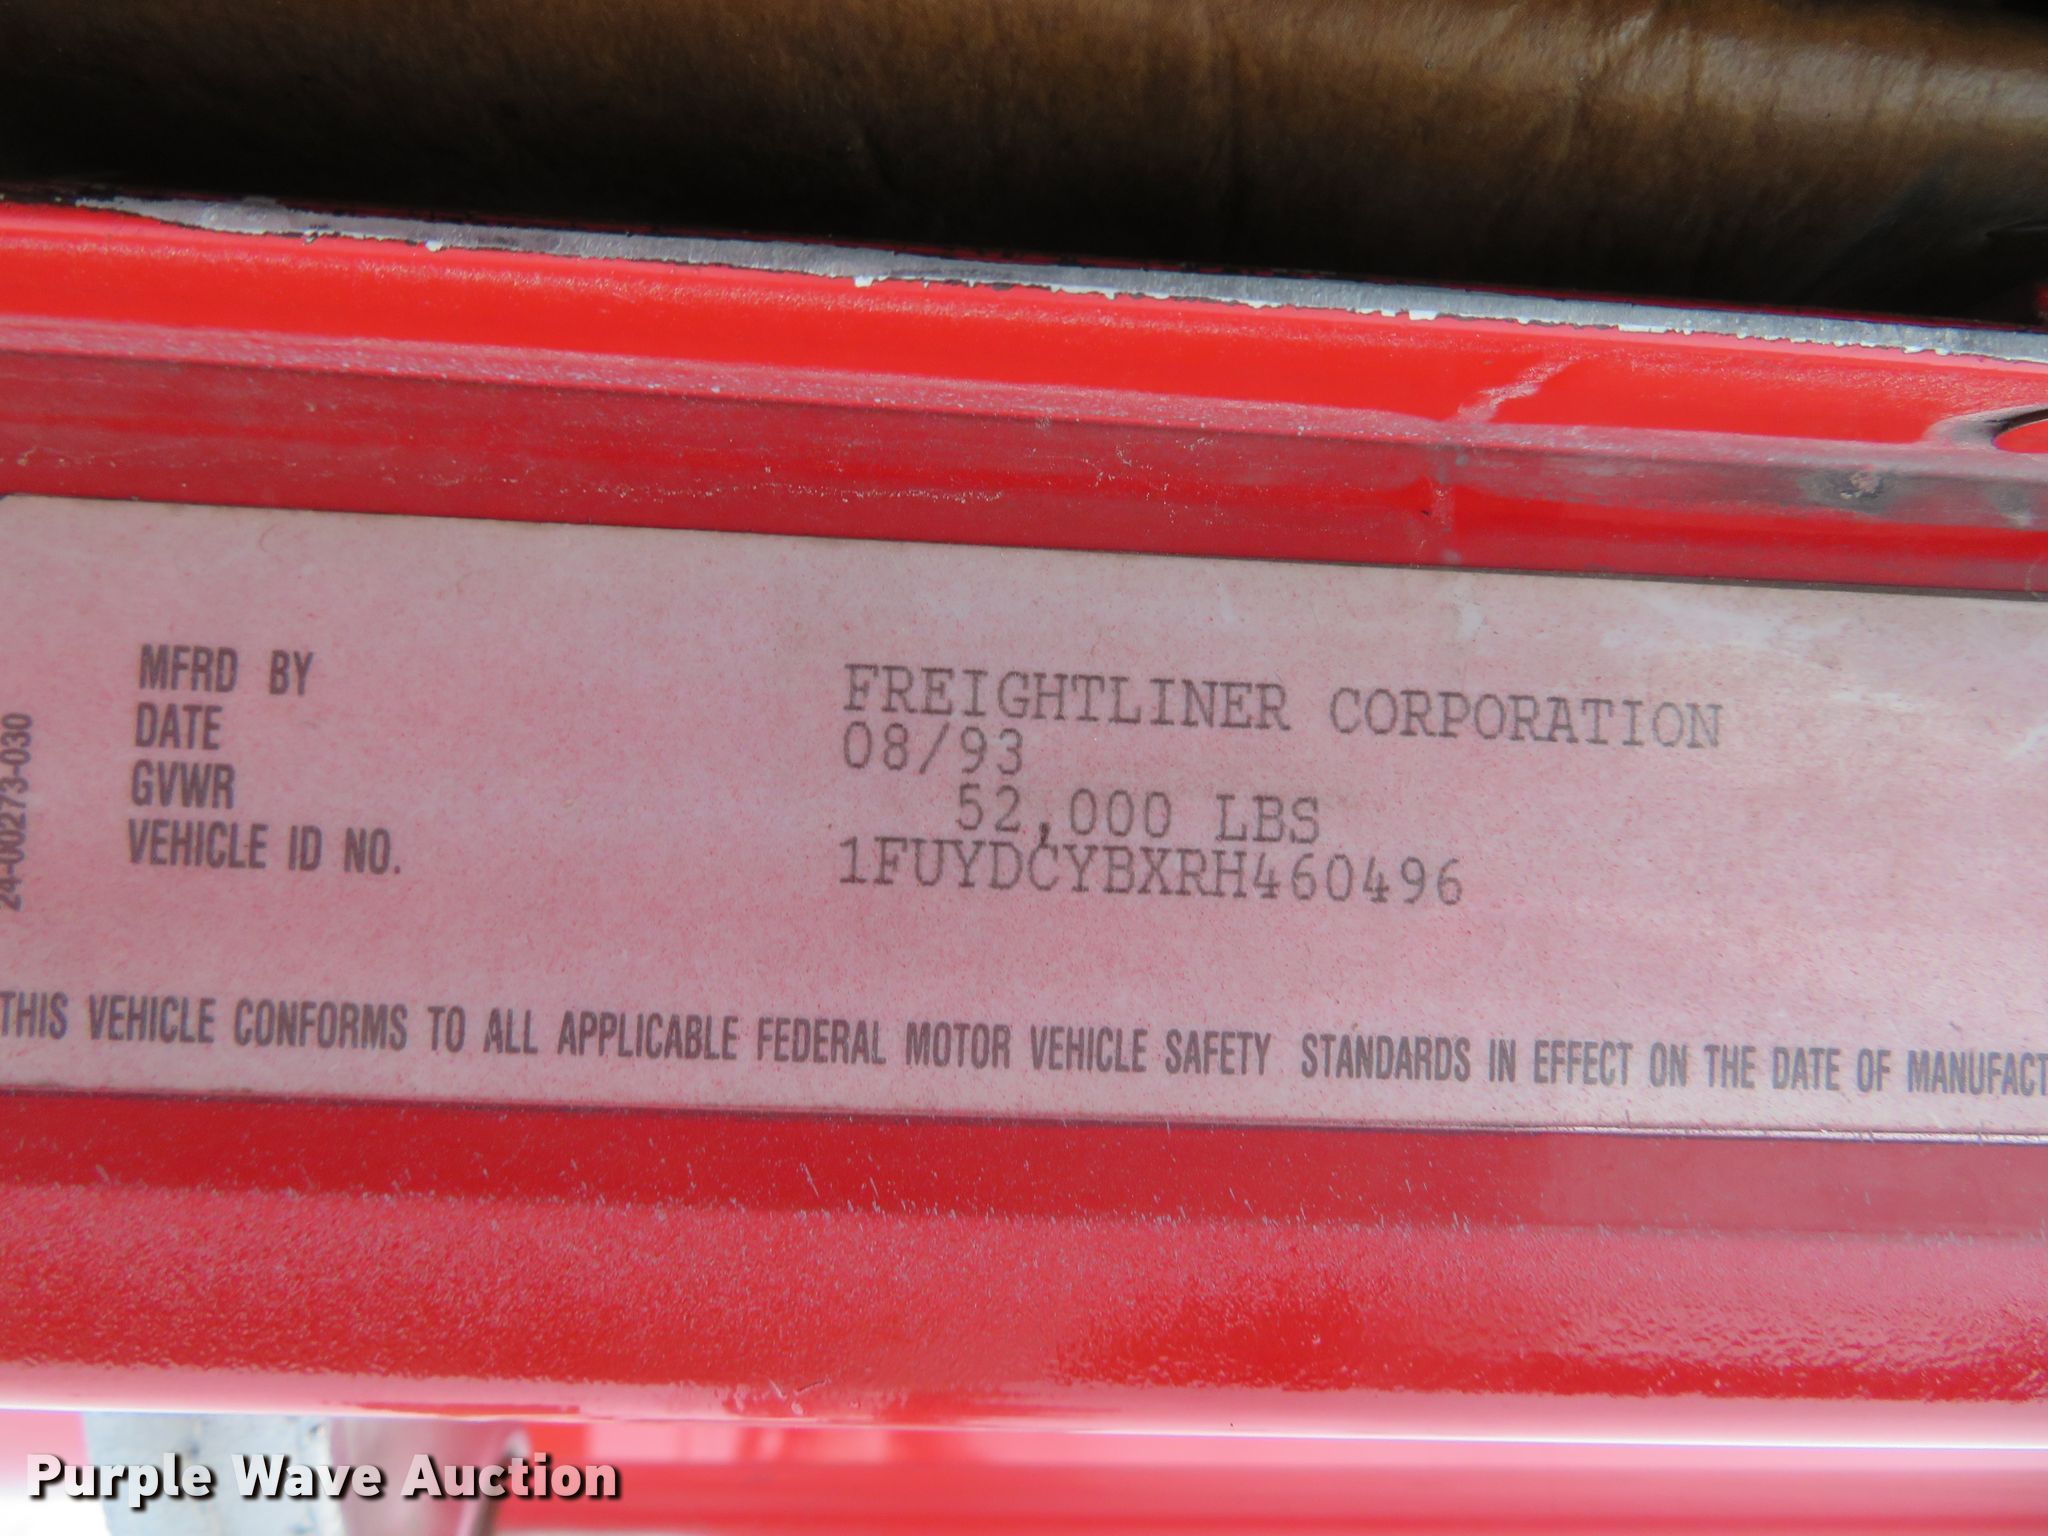 MFRD BY FREIGHTLINER CORPORATION
DATE 08/93
GVWR 52,000 LBS
VEHICLE ID NO. 1FUYDCYBXRH460496
24-00273-030
THIS VEHICLE CONFORMS TO ALL APPLICABLE FEDERAL MOTOR VEHICLE SAFETY STANDARDS IN EFFECT ON THE DATE OF MANUFACT
Purple Wave Auction